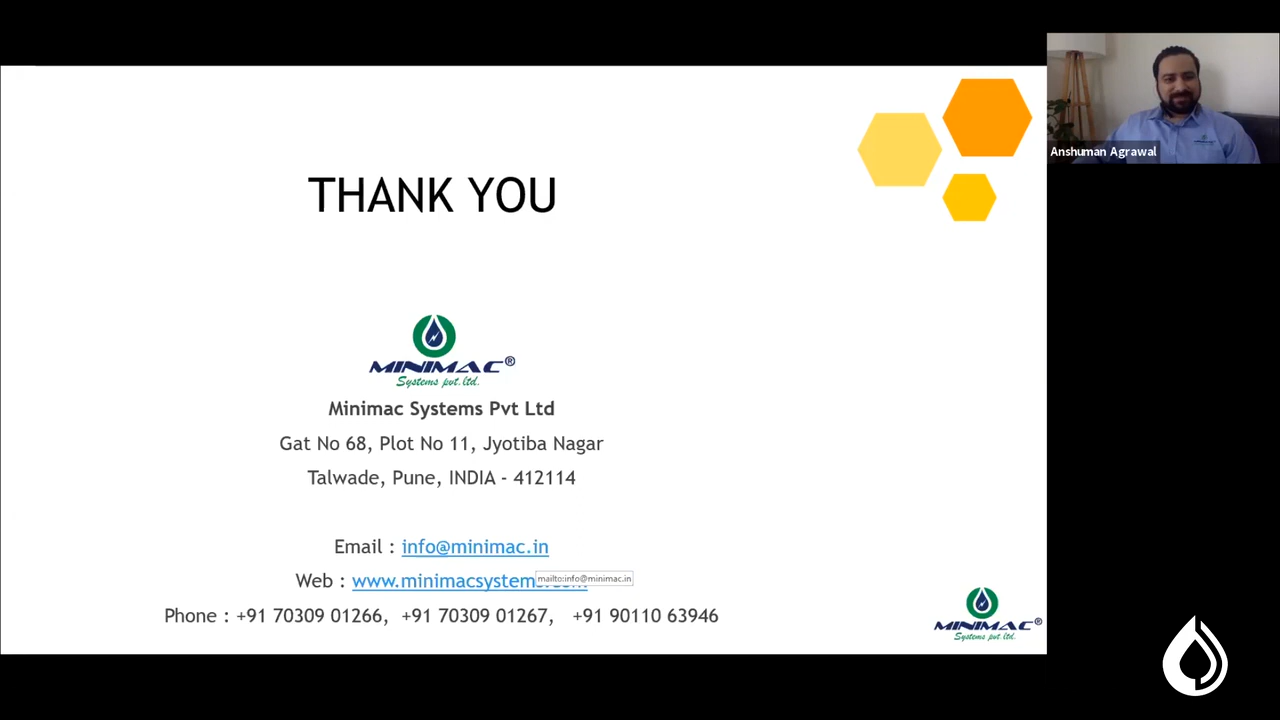 THANK YOU
Anshuman Agrawal
MINIMAC®
Systems pvt.ltd.
Minimac Systems Pvt Ltd
Gat No 68, Plot No 11, Jyotiba Nagar
Talwade, Pune, INDIA - 412114
Email : info@minimac.in
Web : www.minimacsystems.com
mailto:info@minimac.in
Phone : +91 70309 01266, +91 70309 01267, +91 90110 63946
MINIMAC®
Systems pvt.ltd.